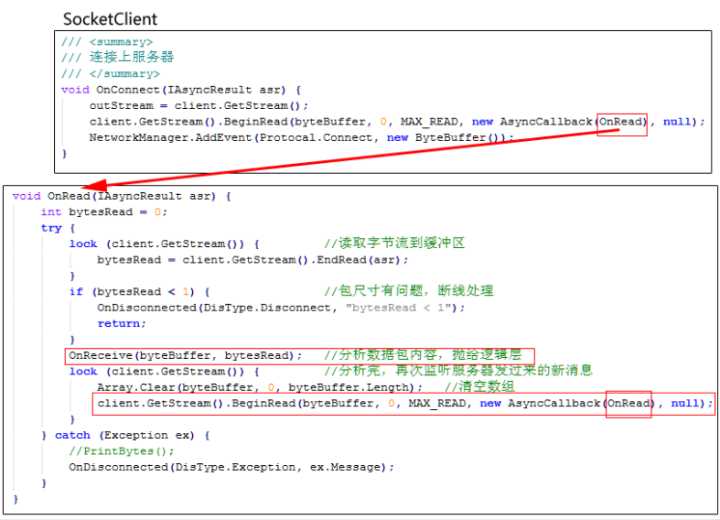 SocketClient
/// <summary>
/// 连接上服务器
/// </summary>
void OnConnect(IAsyncResult asr) {
outStream = client.GetStream();
client.GetStream().BeginRead(byteBuffer, 0, MAX_READ, new AsyncCallback(OnRead), null);
NetworkManager.AddEvent(Protocal.Connect, new ByteBuffer());
}
void OnRead(IAsyncResult asr) {
int bytesRead = 0;
try {
lock (client.GetStream()) { //读取字节流到缓冲区
bytesRead = client.GetStream().EndRead(asr);
}
if (bytesRead < 1) { //包尺寸有问题，断线处理
OnDisconnected(DisType.Disconnect, "bytesRead < 1");
return;
}
OnReceive(byteBuffer, bytesRead); //分析数据包内容，抛给逻辑层
lock (client.GetStream()) { //分析完，再次监听服务器发过来的新消息
Array.Clear(byteBuffer, 0, byteBuffer.Length); //清空数组
client.GetStream().BeginRead(byteBuffer, 0, MAX_READ, new AsyncCallback(OnRead), null);
}
} catch (Exception ex) {
//PrintBytes();
OnDisconnected(DisType.Exception, ex.Message);
}
}